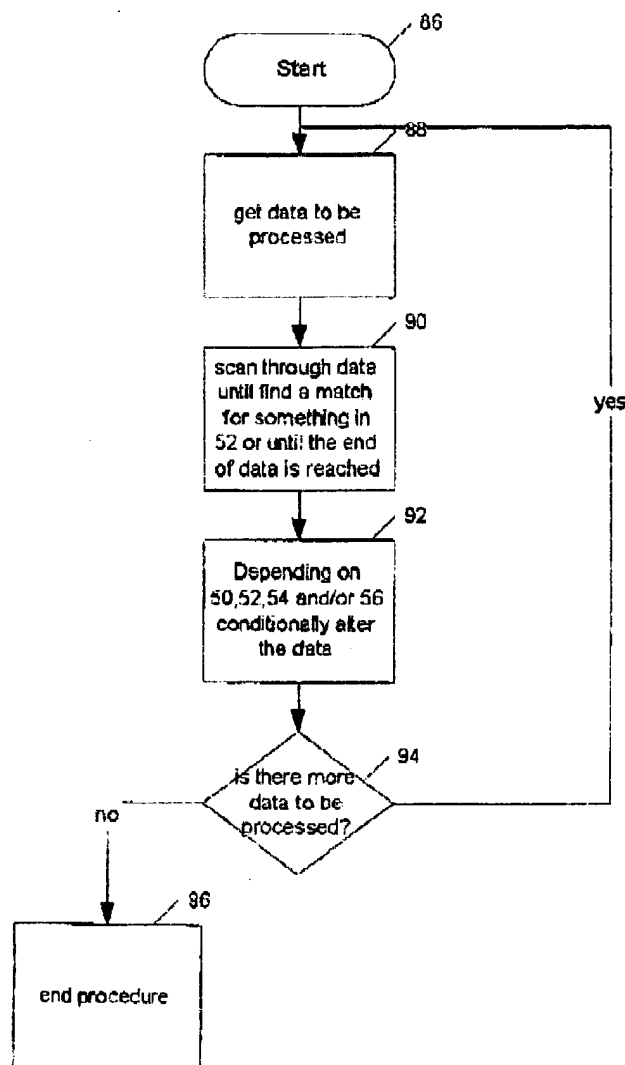 86
Start
88
get data to be
processed
90
scan through data
until find a match
for something in
52 or until the end
of data is reached
92
Depending on
50,52,54 and/or 56
conditionally alter
the data
94
is there more
data to be
processed?
yes
no
96
end procedure